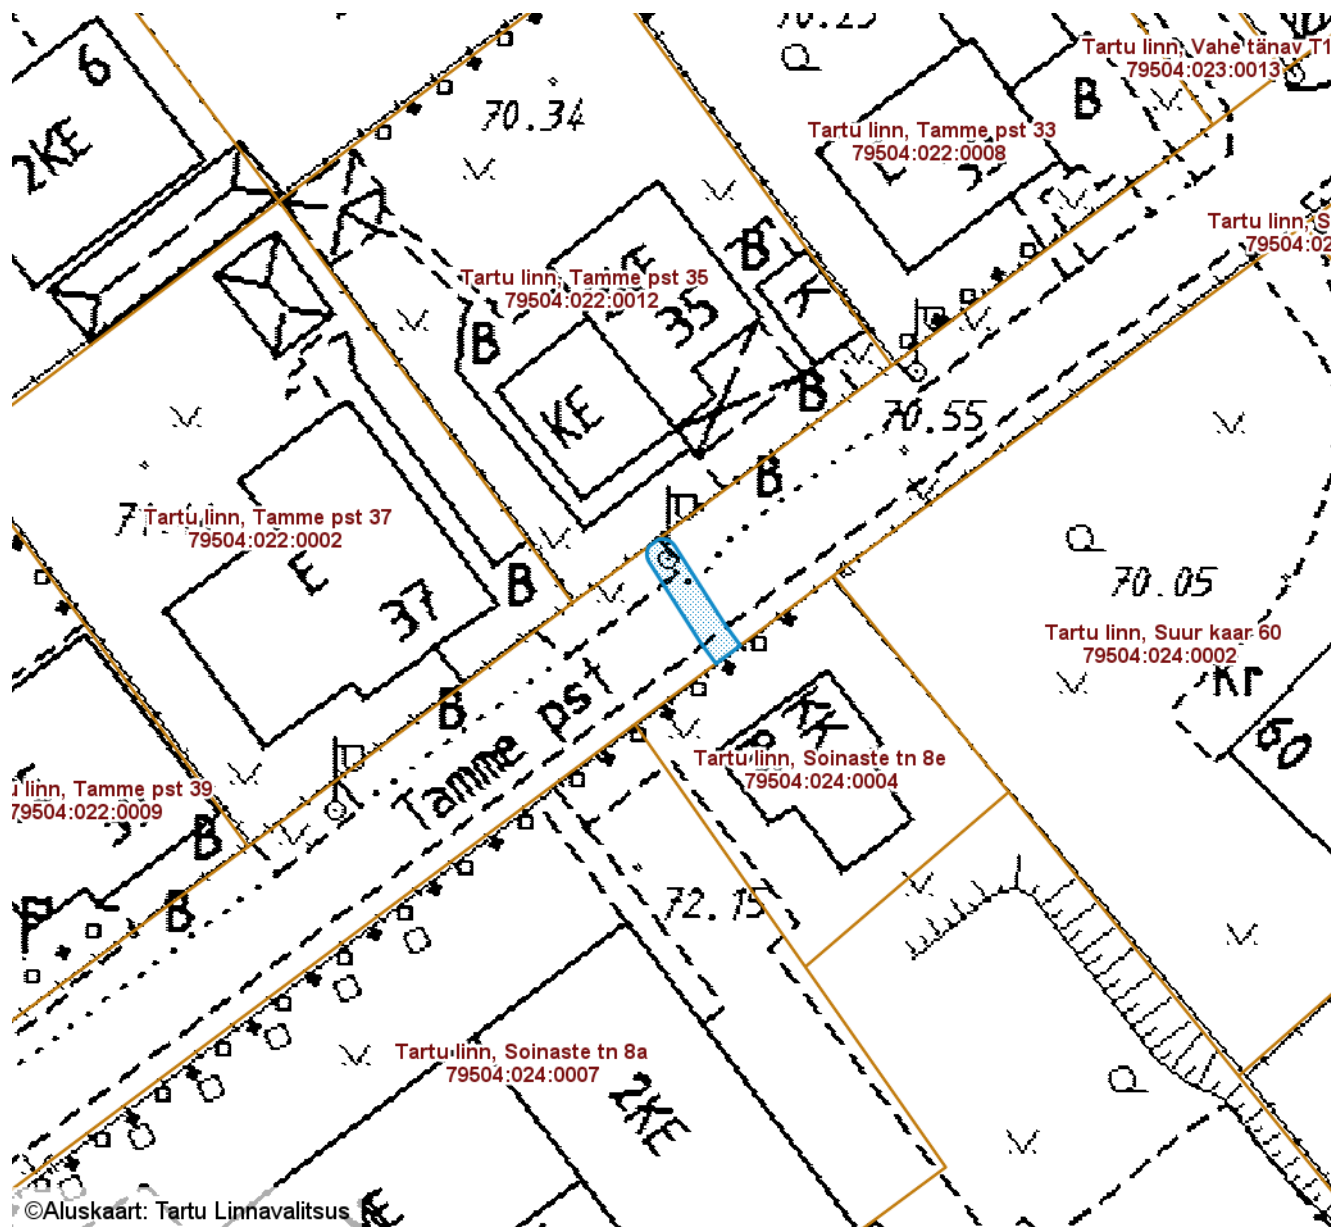 6
2KE
70.34
Tartu linn, Vahe tänav T1
79504:023:0013
B
Tartu linn, Tamme pst 33
79504:022:0008
Tartu linn, S
79504:02
B
Tartu linn, Tamme pst 35
79504:022:0012
35
B
KE
B
70.55
B
Tartu linn, Tamme pst 37
79504:022:0002
E
37
B
70.05
Tartu linn, Suur kaar 60
79504:024:0002
Kr
60
B
Tamme pst
KK
Tartu linn, Soinaste tn 8e
79504:024:0004
u linn, Tamme pst 39
79504:022:0009
B
B
72.15
Tartu linn, Soinaste tn 8a
79504:024:0007
2KE
©Aluskaart: Tartu Linnavalitsus